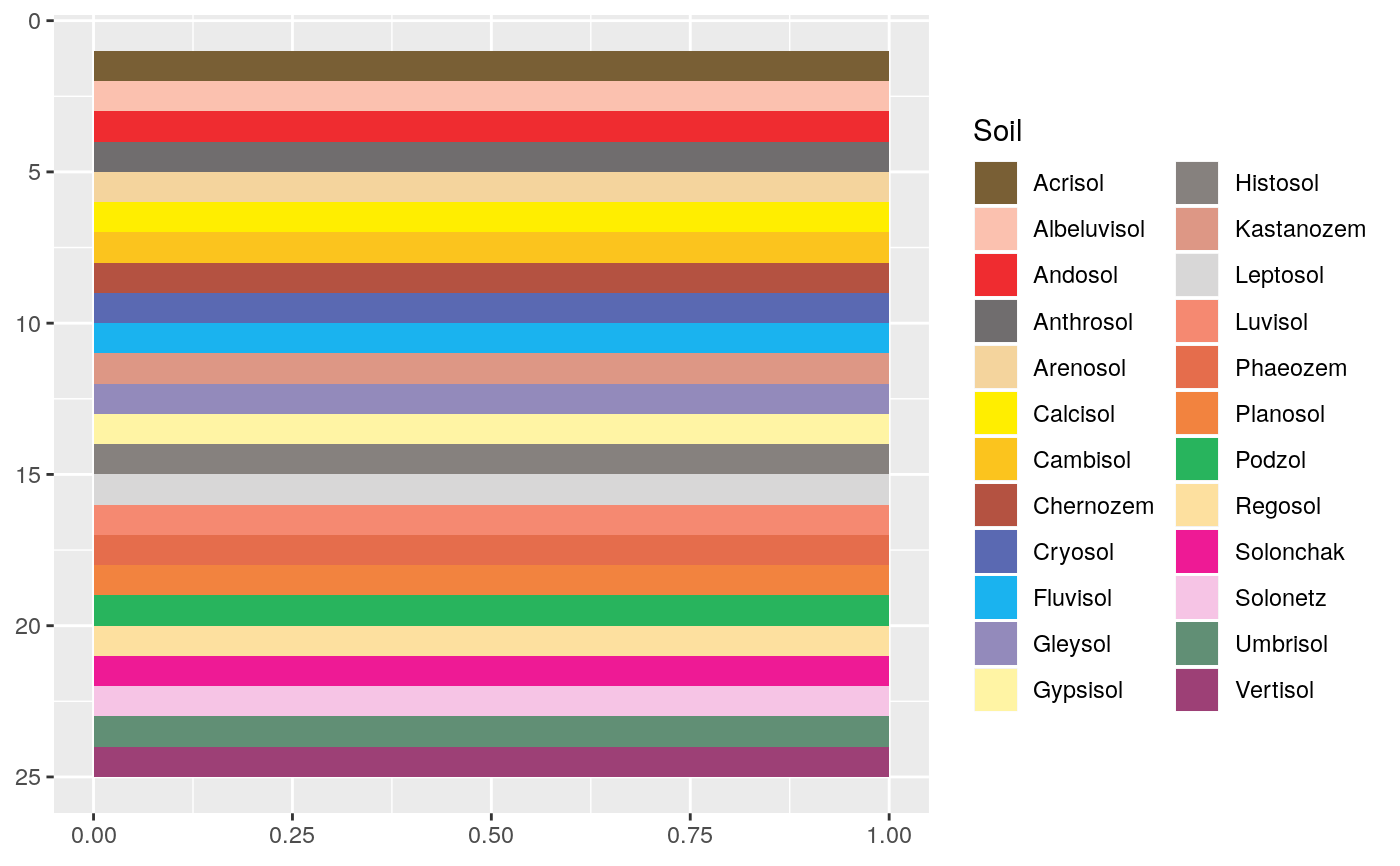 0
5
10
15
20
25
0.00 0.25 0.50 0.75 1.00
Soil
Acrisol
Albeluvisol
Andosol
Anthrosol
Arenosol
Calcisol
Cambisol
Chernozem
Cryosol
Fluvisol
Gleysol
Gypsisol
Histosol
Kastanozem
Leptosol
Luvisol
Phaeozem
Planosol
Podzol
Regosol
Solonchak
Solonetz
Umbrisol
Vertisol